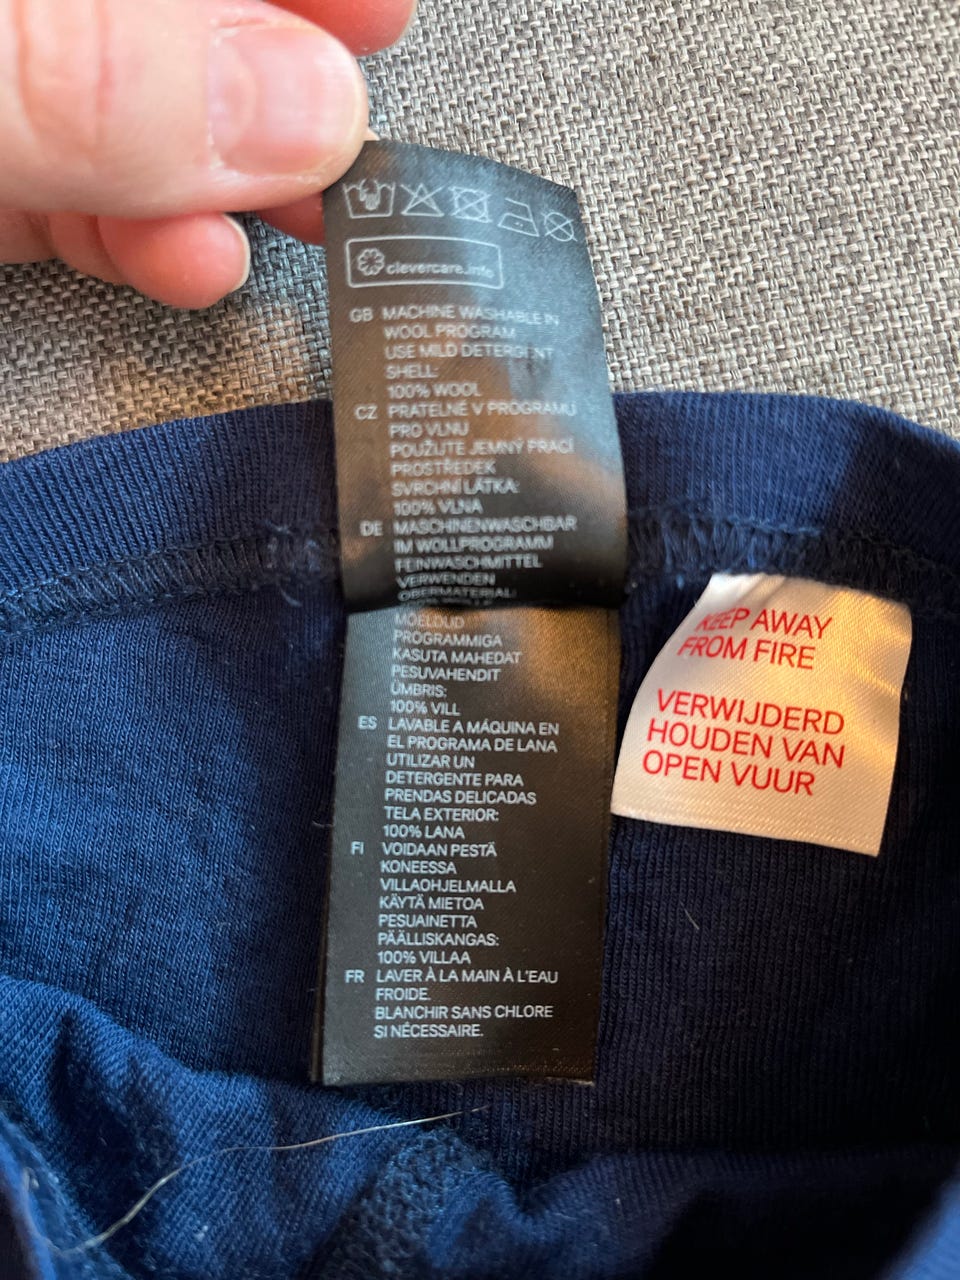 clevercare.info
GB MACHINE WASHABLE IN
WOOL PROGRAM
USE MILD DETERGENT
SHELL:
100% WOOL
CZ PRATELNÉ V PROGRAMU
PRO VLNU
POUŽIJTE JEMNÝ PRACÍ
PROSTŘEDEK
SVRCHNÍ LÁTKA:
100% VLNA
DE MASCHINENWASCHBAR
IM WOLLPROGRAMM
FEINWASCHMITTEL
VERWENDEN
OBERMATERIAL:
MOELDUD
PROGRAMMIGA
KASUTA MAHEDAT
PESUVAHENDIT
ÜMBRIS:
100% VILL
ES LAVABLE A MÁQUINA EN
EL PROGRAMA DE LANA
UTILIZAR UN
DETERGENTE PARA
PRENDAS DELICADAS
TELA EXTERIOR:
100% LANA
FI VOIDAAN PESTÄ
KONEESSA
VILLAOHJELMALLA
KÄYTÄ MIETOA
PESUAINETTA
PÄÄLLISKANGAS:
100% VILLAA
FR LAVER À LA MAIN À L'EAU
FROIDE.
BLANCHIR SANS CHLORE
SI NÉCESSAIRE.
KEEP AWAY
FROM FIRE
VERWIJDERD
HOUDEN VAN
OPEN VUUR